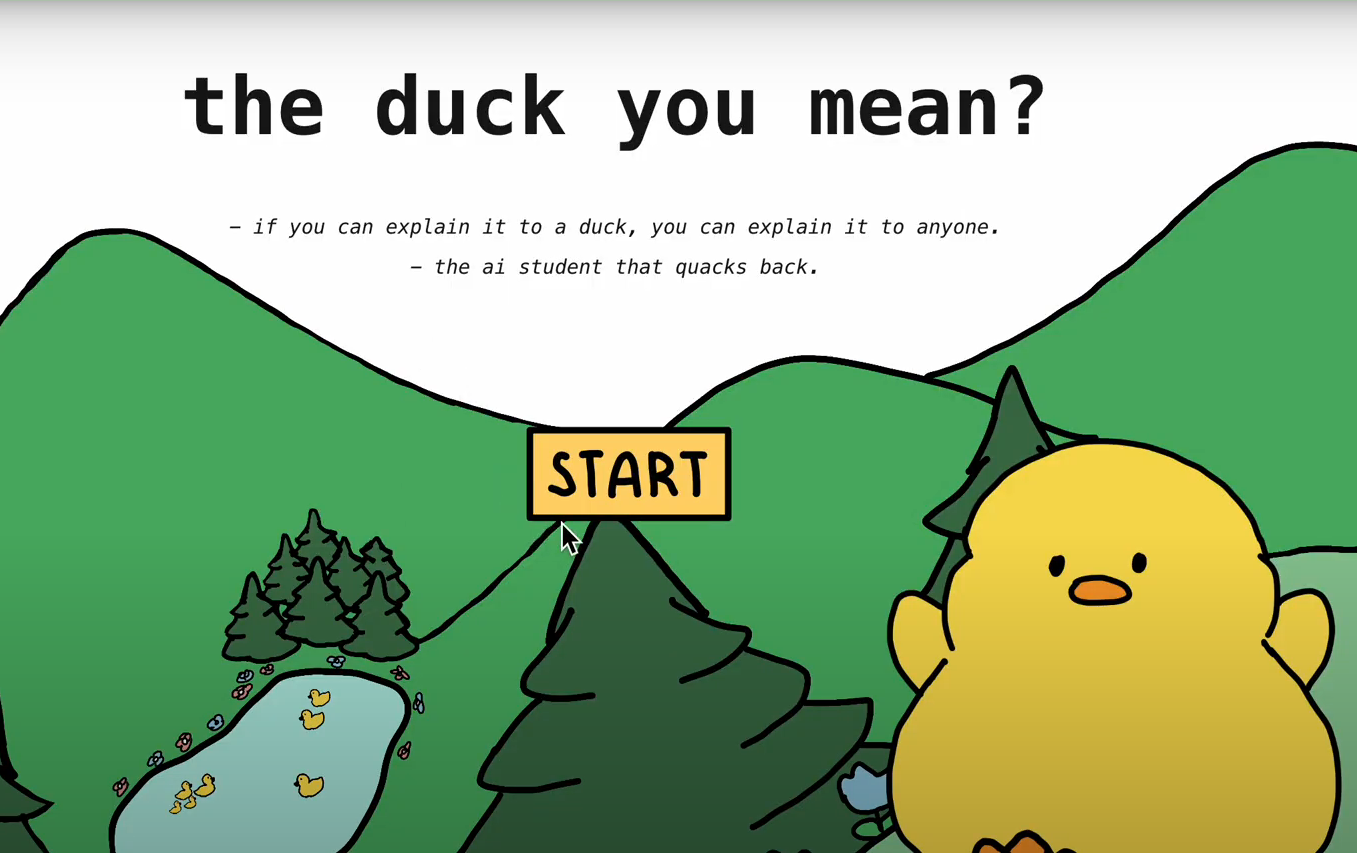 the duck you mean?
– if you can explain it to a duck, you can explain it to anyone.
– the ai student that quacks back.
START